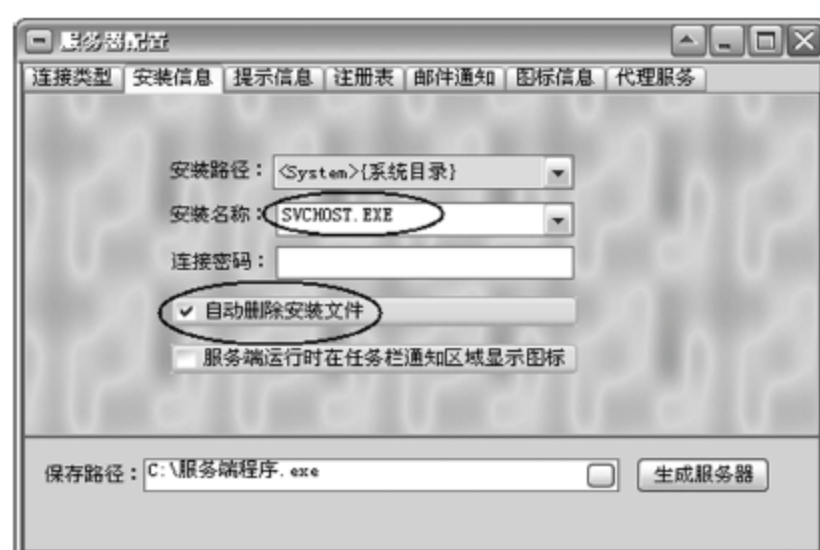 服务器配置
连接类型 安装信息 提示信息 注册表 邮件通知 图标信息 代理服务
安装路径： <System>{系统目录}
安装名称： SVCHOST.EXE
连接密码：
自动删除安装文件
服务端运行时在任务栏通知区域显示图标
保存路径： C:\服务端程序.exe 生成服务器